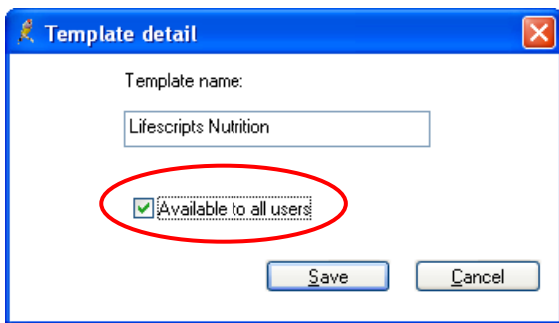 Template detail
Template name:
Lifescripts Nutrition
Available to all users
Save Cancel